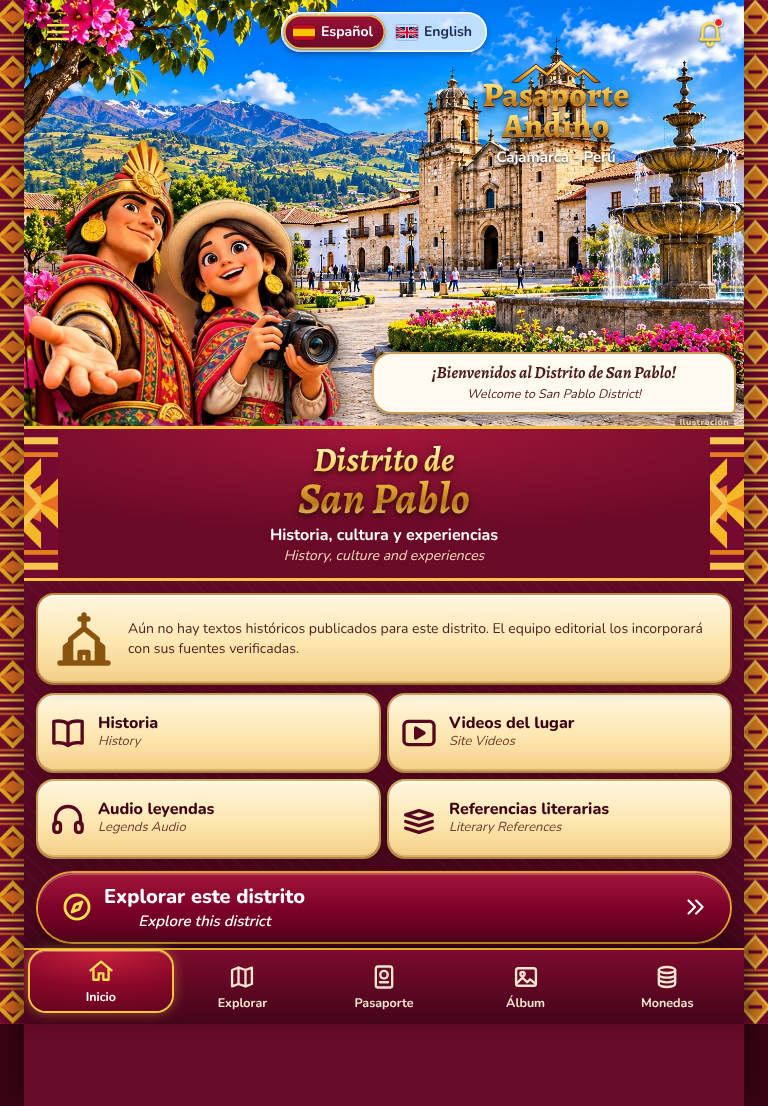 Español
English
Pasaporte
Andino
Cajamarca - Perú
¡Bienvenidos al Distrito de San Pablo!
Welcome to San Pablo District!
Ilustración
Distrito de
San Pablo
Historia, cultura y experiencias
History, culture and experiences
Aún no hay textos históricos publicados para este distrito. El equipo editorial los incorporará
con sus fuentes verificadas.
Historia
History
Videos del lugar
Site Videos
Audio leyendas
Legends Audio
Referencias literarias
Literary References
Explorar este distrito
Explore this district
Inicio
Explorar
Pasaporte
Álbum
Monedas